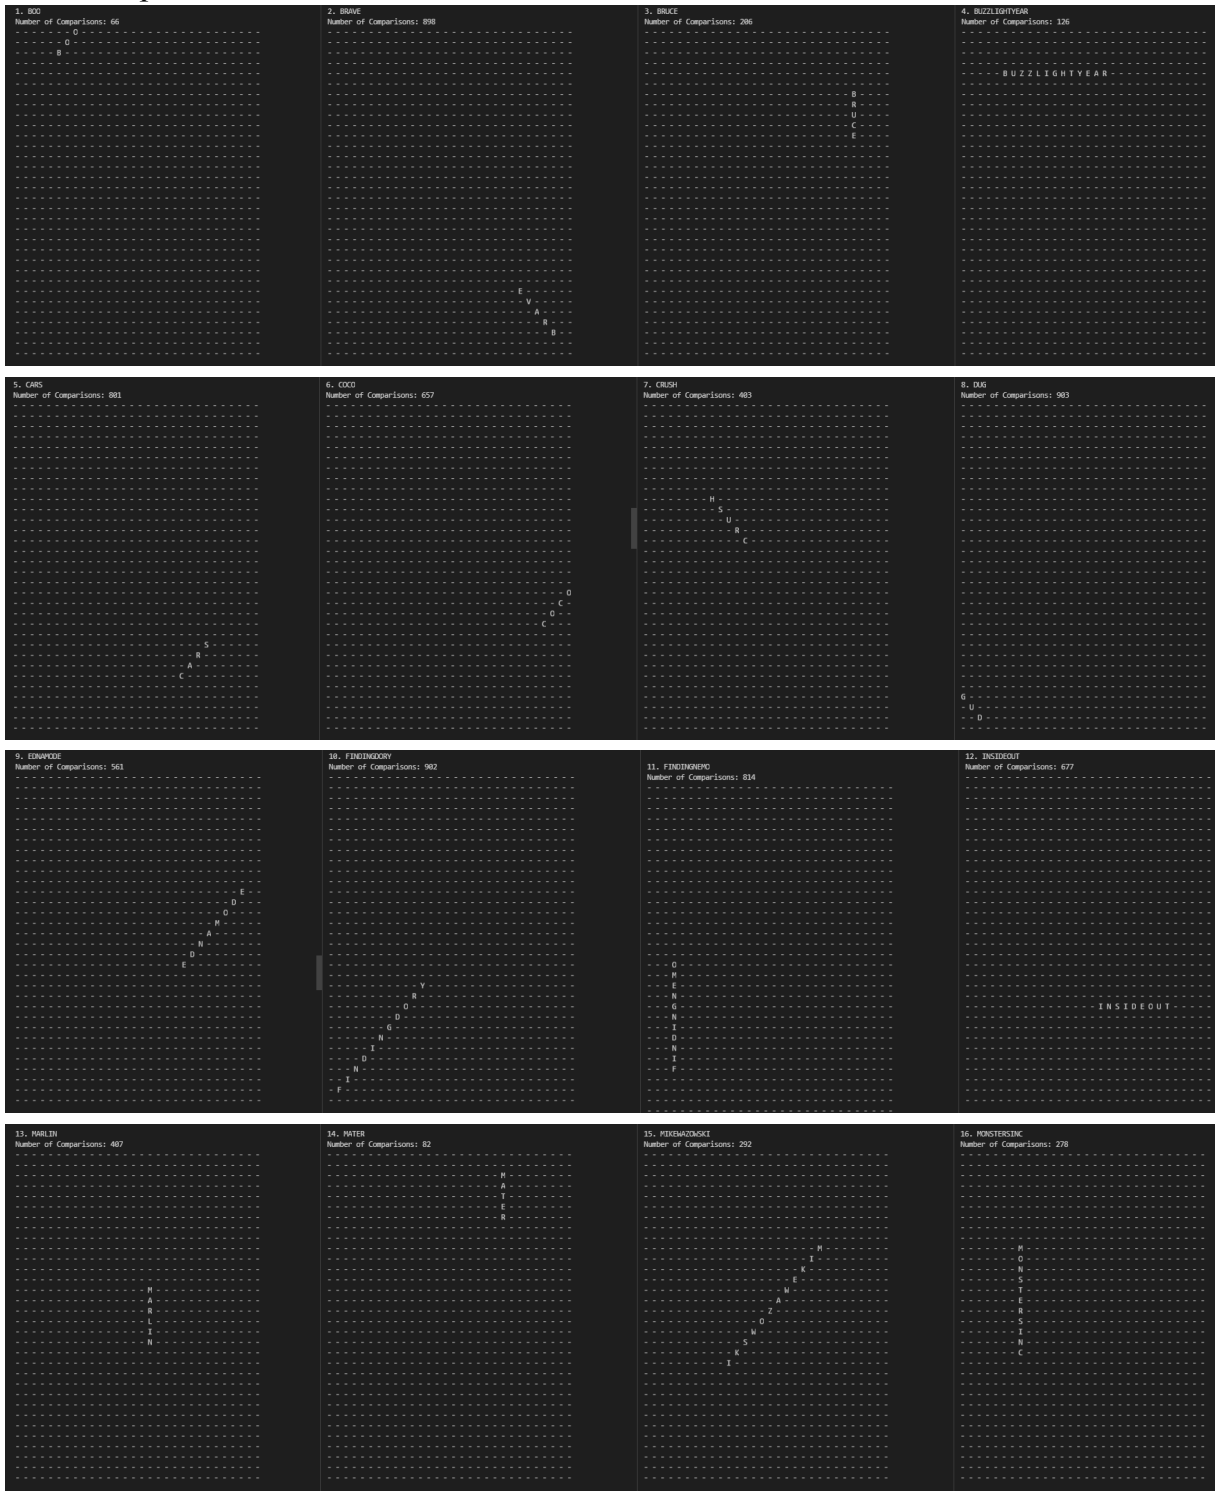 1. BOO
Number of Comparisons: 66
O
O
B
2. BRAVE
Number of Comparisons: 898
E
V
A
R
B
3. BRUCE
Number of Comparisons: 206
B
R
U
C
E
4. BUZZLIGHTYEAR
Number of Comparisons: 126
B U Z Z L I G H T Y E A R
5. CARS
Number of Comparisons: 801
S
R
A
C
6. COCO
Number of Comparisons: 657
O
C
O
C
7. CRUSH
Number of Comparisons: 403
H
S
U
R
C
8. DUG
Number of Comparisons: 903
G
U
D
9. EDNAMODE
Number of Comparisons: 561
E
D
O
M
A
N
D
E
10. FINDINGDORY
Number of Comparisons: 902
Y
R
O
D
G
N
I
D
N
I
F
11. FINDINGNEMO
Number of Comparisons: 814
O
M
E
N
G
N
I
D
N
I
F
12. INSIDEOUT
Number of Comparisons: 677
I N S I D E O U T
13. MARLIN
Number of Comparisons: 407
M
A
R
L
I
N
14. MATER
Number of Comparisons: 82
M
A
T
E
R
15. MIKEWAZOWSKI
Number of Comparisons: 292
M
I
K
E
W
A
Z
O
W
S
K
I
16. MONSTERSINC
Number of Comparisons: 278
M
O
N
S
T
E
R
S
I
N
C